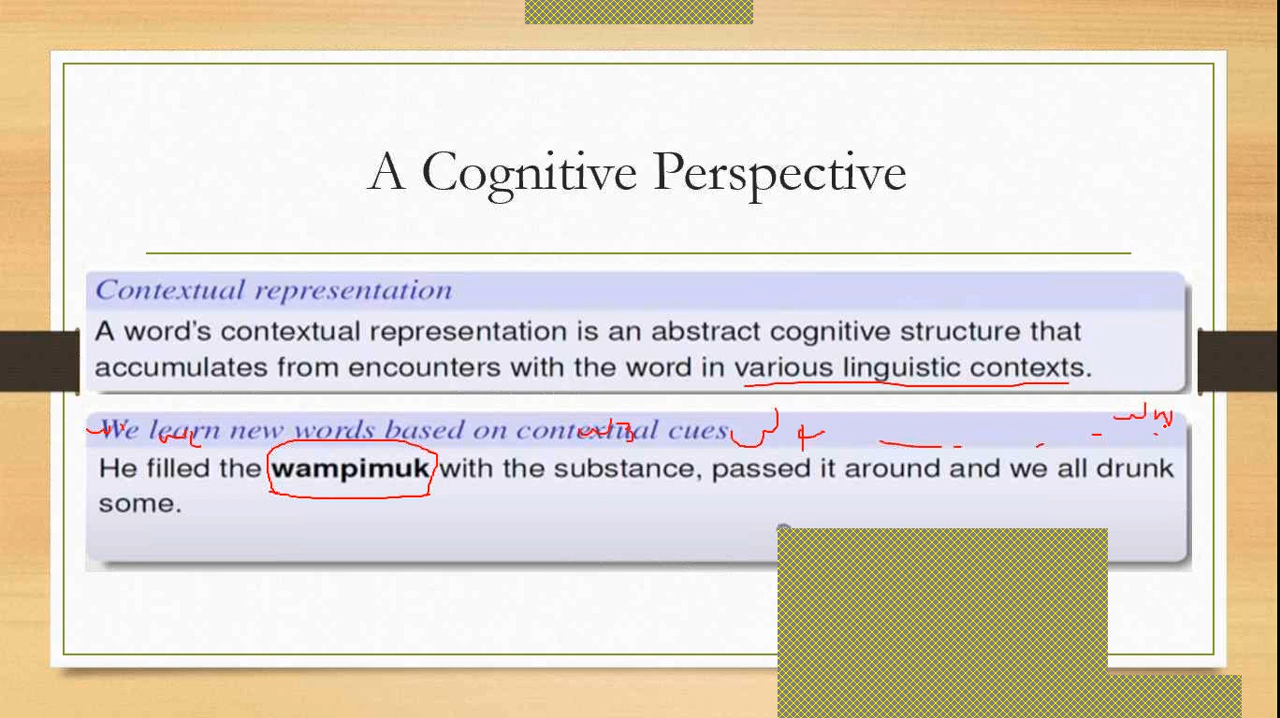 A Cognitive Perspective
Contextual representation
A word's contextual representation is an abstract cognitive structure that
accumulates from encounters with the word in various linguistic contexts.
We learn new words based on contextual cues
He filled the wampimuk with the substance, passed it around and we all drunk
some.